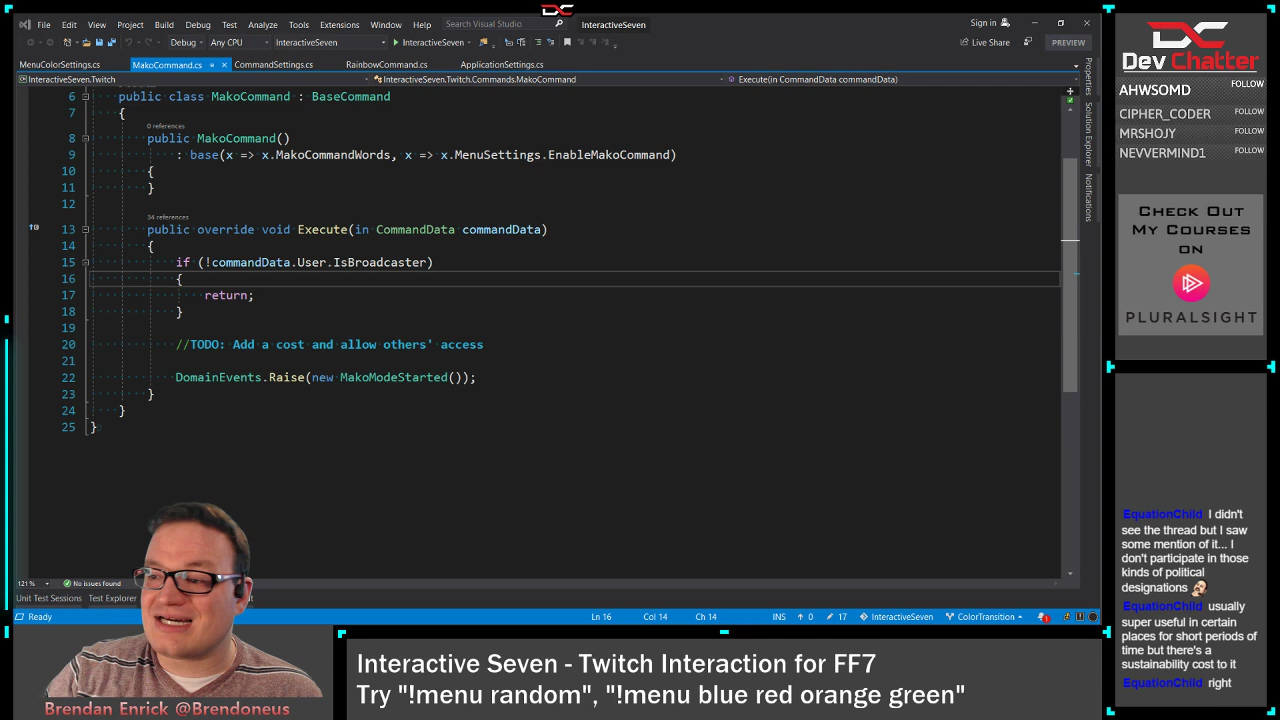 File Edit View Project Build Debug Test Analyze Tools Extensions Window Help Search Visual Studio InteractiveSeven Sign in
Debug Any CPU InteractiveSeven InteractiveSeven Live Share PREVIEW
MenuColorSettings.cs MakoCommand.cs CommandSettings.cs RainbowCommand.cs ApplicationSettings.cs
InteractiveSeven.Twitch InteractiveSeven.Twitch.Commands.MakoCommand Execute(in CommandData commandData)
6 public class MakoCommand : BaseCommand
7 {
0 references
8 public MakoCommand()
9 : base(x => x.MakoCommandWords, x => x.MenuSettings.EnableMakoCommand)
10 {
11 }
12
34 references
13 public override void Execute(in CommandData commandData)
14 {
15 if (!commandData.User.IsBroadcaster)
16 {
17 return;
18 }
19
20 //TODO: Add a cost and allow others' access
21
22 DomainEvents.Raise(new MakoModeStarted());
23 }
24 }
25 }
121 % No issues found
Unit Test Sessions Test Explorer
Ready Ln 16 Col 14 Ch 14 INS 0 17 InteractiveSeven ColorTransition 1
Properties
Solution Explorer
Notifications
DC
DC
Dev Chatter
AHWSOMD FOLLOW
CIPHER_CODER FOLLOW
MRSHOJY FOLLOW
NEVVERMIND1 FOLLOW
Check Out
My Courses
on
PLURALSIGHT
EquationChild I didn't
see the thread but I saw
some mention of it... I
don't participate in those
kinds of political
designations
EquationChild usually
super useful in certain
places for short periods of
time but there's a
sustainability cost to it
EquationChild right
Interactive Seven - Twitch Interaction for FF7
Try "!menu random", "!menu blue red orange green"
Brendan Enrick @Brendoneus